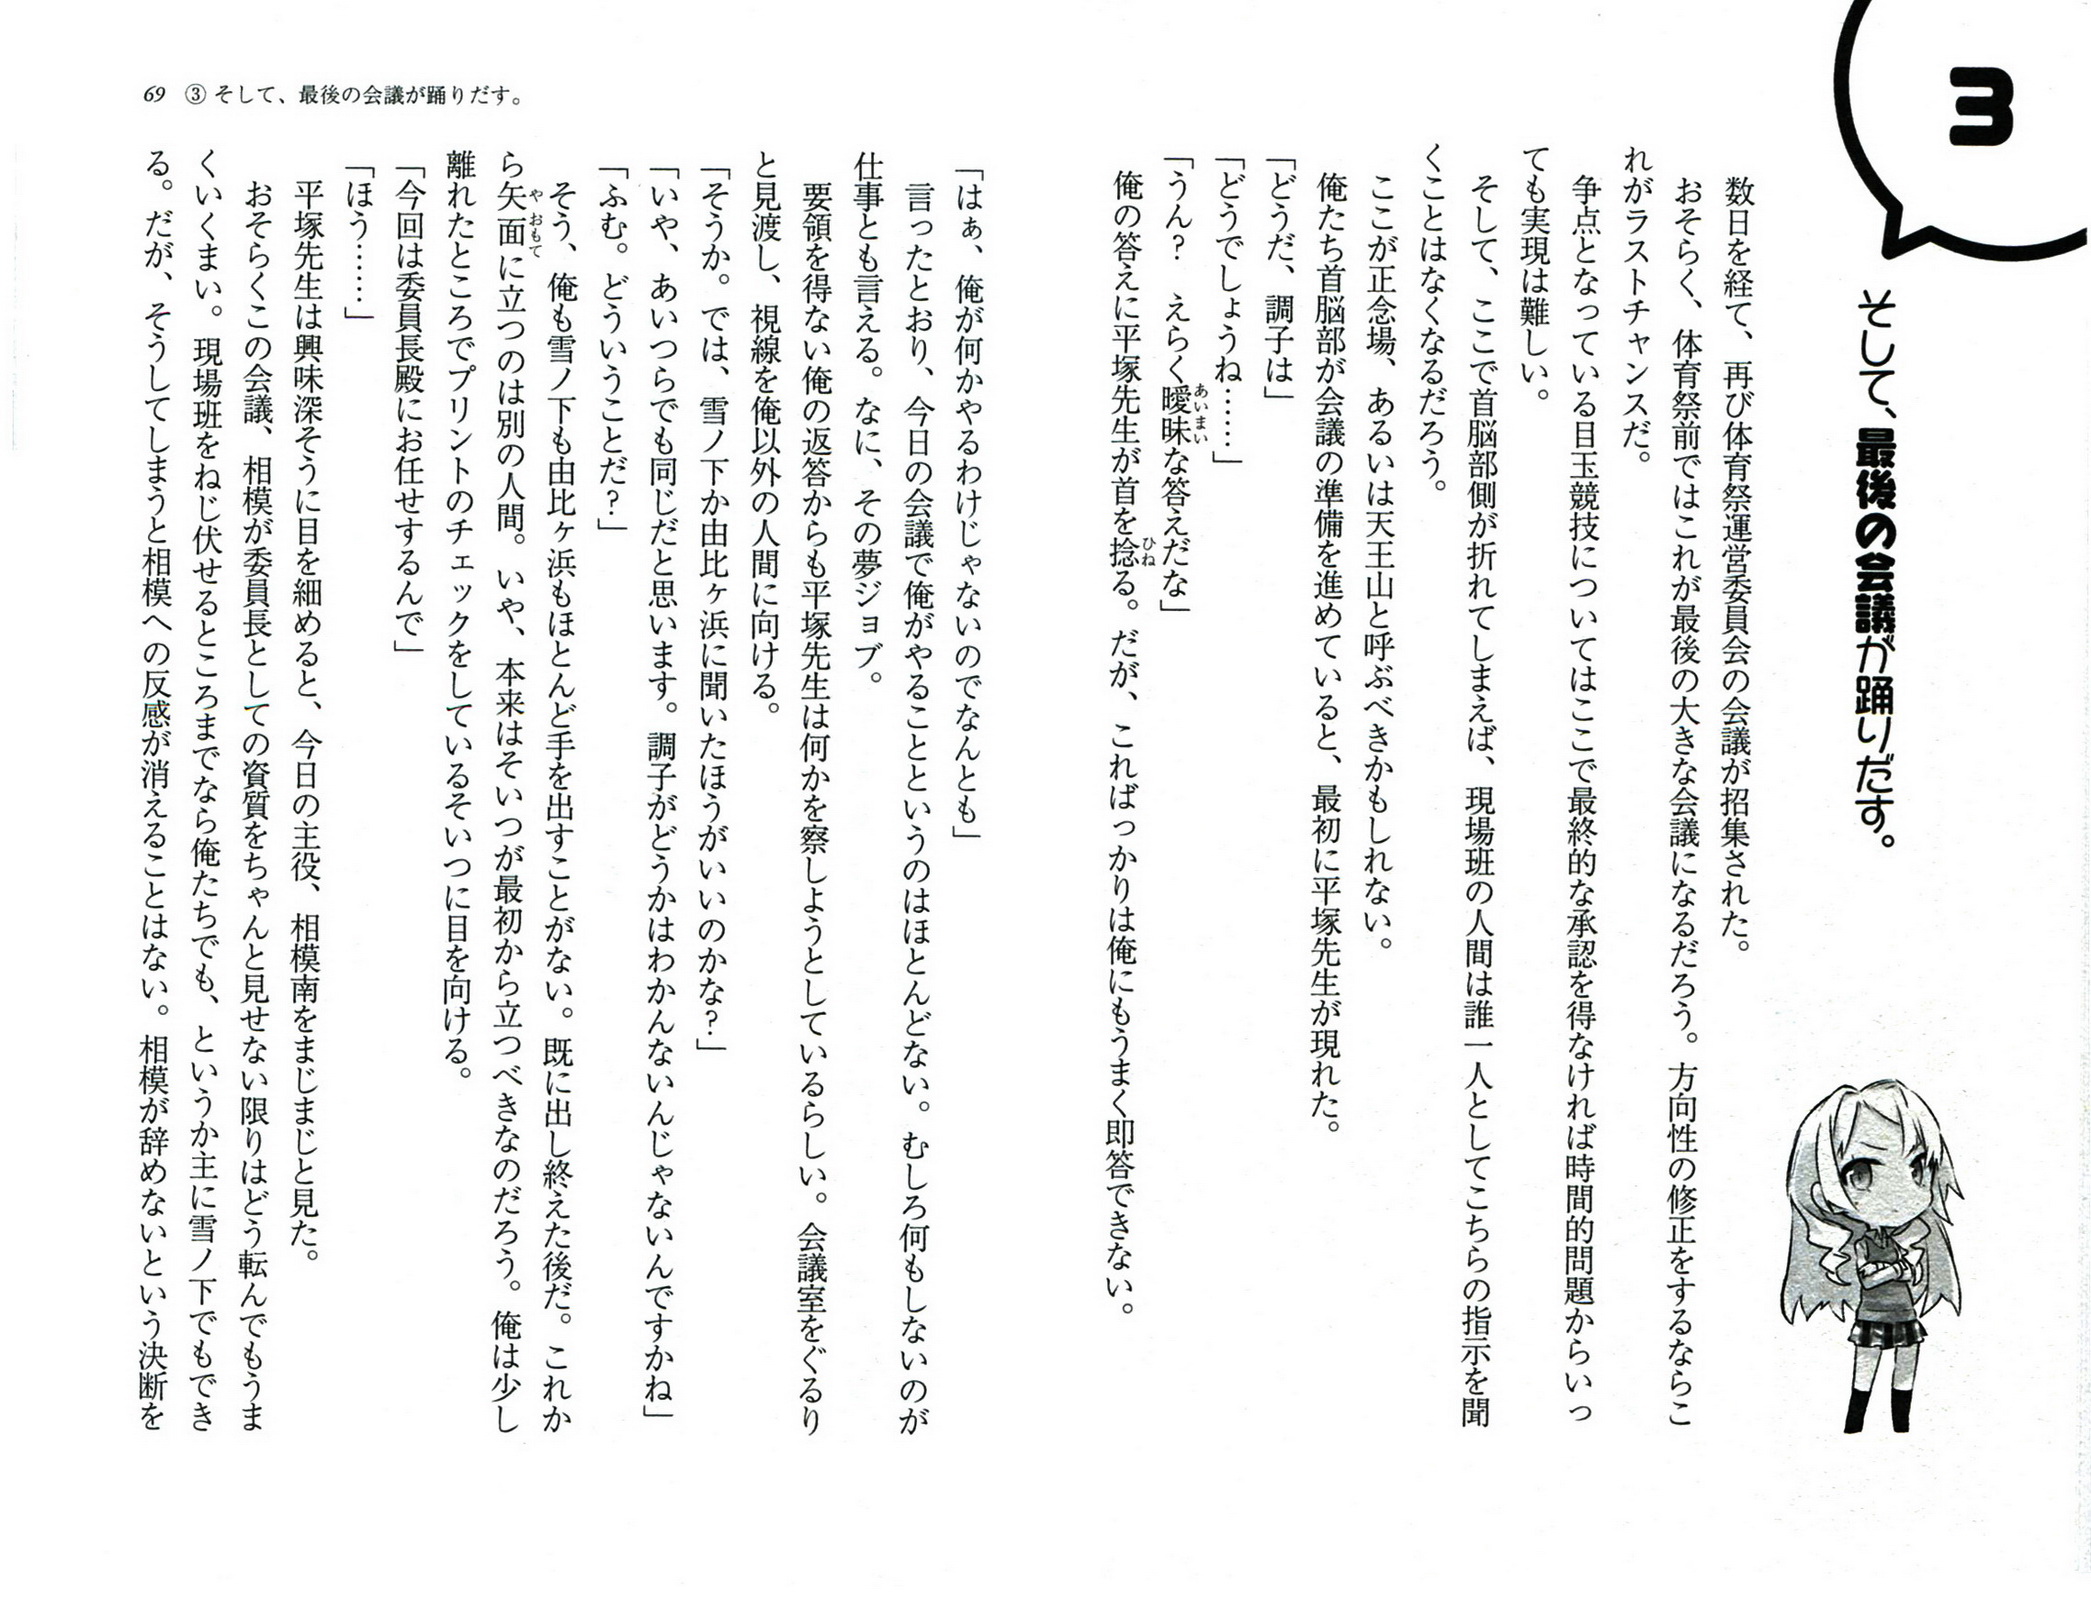 3
そして、最後の会議が踊りだす。
数日を経て、再び体育祭運営委員会の会議が招集された。
おそらく、体育祭前ではこれが最後の大きな会議になるだろう。方向性の修正をするならこ
れがラストチャンスだ。
争点となっている目玉競技についてはここで最終的な承認を得なければ時間的問題からいっ
ても実現は難しい。
そして、ここで首脳部側が折れてしまえば、現場班の人間は誰一人としてこちらの指示を聞
くことはなくなるだろう。
ここが正念場、あるいは天王山と呼ぶべきかもしれない。
俺たち首脳部が会議の準備を進めていると、最初に平塚先生が現れた。
「どうだ、調子は」
「どうでしょうね……」
「うん？　えらく曖昧な答えだな」
あいまい
俺の答えに平塚先生が首を捻る。だが、こればっかりは俺にもうまく即答できない。
ひね
69 ③ そして、最後の会議が踊りだす。
「はぁ、俺が何かやるわけじゃないのでなんとも」
言ったとおり、今日の会議で俺がやることというのはほとんどない。むしろ何もしないのが
仕事とも言える。なに、その夢ジョブ。
要領を得ない俺の返答からも平塚先生は何かを察しようとしているらしい。会議室をぐるり
と見渡し、視線を俺以外の人間に向ける。
「そうか。では、雪ノ下か由比ヶ浜に聞いたほうがいいのかな？」
「いや、あいつらでも同じだと思います。調子がどうかはわかんないんじゃないんですかね」
「ふむ。どういうことだ？」
そう、俺も雪ノ下も由比ヶ浜もほとんど手を出すことがない。既に出し終えた後だ。これか
ら矢面に立つのは別の人間。いや、本来はそいつが最初から立つべきなのだろう。俺は少し
やおもて
離れたところでプリントのチェックをしているそいつに目を向ける。
「今回は委員長殿にお任せするんで」
「ほう……」
平塚先生は興味深そうに目を細めると、今日の主役、相模南をまじまじと見た。
おそらくこの会議、相模が委員長としての資質をちゃんと見せない限りはどう転んでもうま
くいくまい。現場班をねじ伏せるところまでなら俺たちでも、というか主に雪ノ下でもでき
る。だが、そうしてしまうと相模への反感が消えることはない。相模が辞めないという決断を